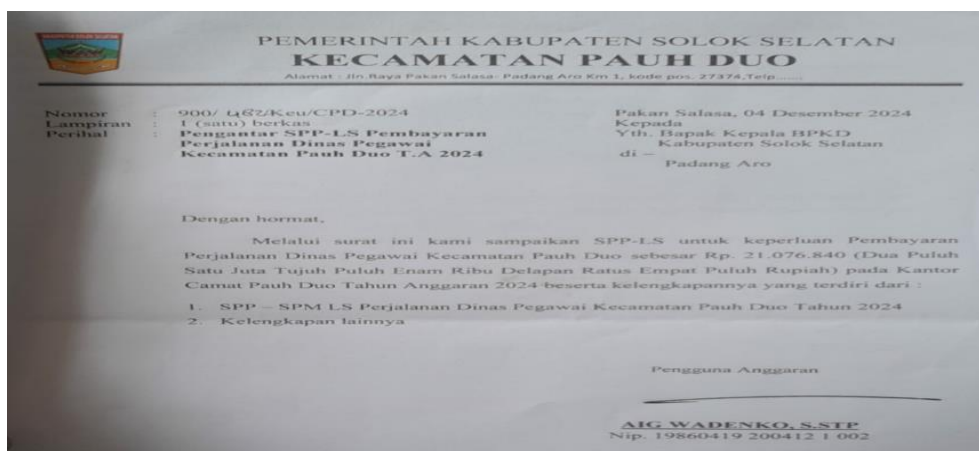 PEMERINTAH KABUPATEN SOLOK SELATAN
KECAMATAN PAUH DUO
Alamat : Jln.Raya Pakan Salasa- Padang Aro Km 1, kode pos. 27374,Telp......
Nomor : 900/ 462/Keu/CPD-2024
Lampiran : 1 (satu) berkas
Perihal : Pengantar SPP-LS Pembayaran
Perjalanan Dinas Pegawai
Kecamatan Pauh Duo T.A 2024
Pakan Salasa, 04 Desember 2024
Kepada
Yth. Bapak Kepala BPKD
Kabupaten Solok Selatan
di –
Padang Aro
Dengan hormat,
Melalui surat ini kami sampaikan SPP-LS untuk keperluan Pembayaran
Perjalanan Dinas Pegawai Kecamatan Pauh Duo sebesar Rp. 21.076.840 (Dua Puluh
Satu Juta Tujuh Puluh Enam Ribu Delapan Ratus Empat Puluh Rupiah) pada Kantor
Camat Pauh Duo Tahun Anggaran 2024 beserta kelengkapannya yang terdiri dari :
1. SPP – SPM LS Perjalanan Dinas Pegawai Kecamatan Pauh Duo Tahun 2024
2. Kelengkapan lainnya
Pengguna Anggaran
AIG WADENKO, S.STP
Nip. 19860419 200412 1 002